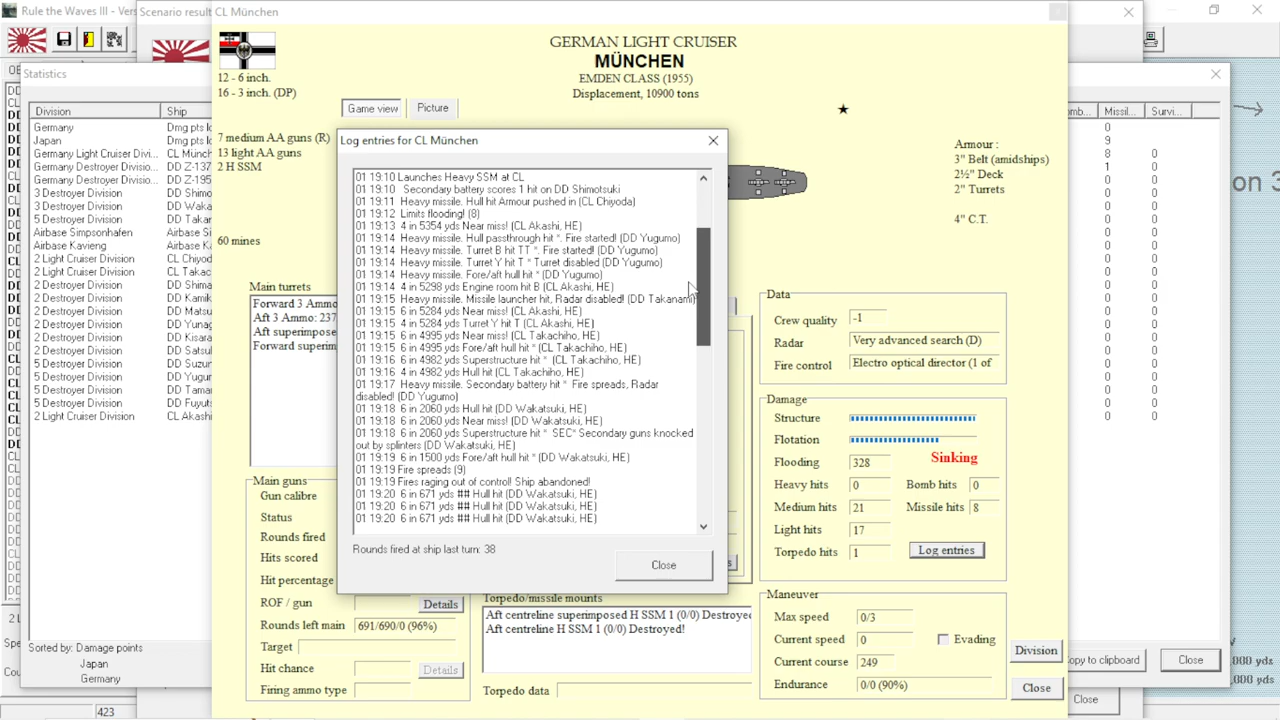 Rule the Waves III - Vers
Scenario result
CL München
Statistics
Division
Ship
Germany
Dmg pts lo
Japan
Dmg pts lo
Germany Light Cruiser Divi...
CL Münch
Germany Destroyer Divisio...
DD Z-137
Germany Destroyer Divisio...
DD Z-195
3 Destroyer Division
DD Shimo
3 Destroyer Division
DD Waka
5 Destroyer Division
DD Takan
Airbase Simpsonhafen
Airbase Si
Airbase Kavieng
Airbase K
2 Light Cruiser Division
CL Chiyod
2 Light Cruiser Division
CL Takac
2 Destroyer Division
DD Shima
2 Destroyer Division
DD Kamik
2 Destroyer Division
DD Matsu
2 Destroyer Division
DD Yunag
2 Destroyer Division
DD Kisara
2 Destroyer Division
DD Satsul
5 Destroyer Division
DD Suzun
5 Destroyer Division
DD Yugum
5 Destroyer Division
DD Tamar
5 Destroyer Division
DD Fuyuts
2 Light Cruiser Division
CL Akashi
Sorted by: Damage points
Japan
Germany
423
GERMAN LIGHT CRUISER
MÜNCHEN
EMDEN CLASS (1955)
Displacement, 10900 tons
12 - 6 inch.
16 - 3 inch. (DP)
Game view
Picture
7 medium AA guns (R)
13 light AA guns
2 H SSM
60 mines
Armour :
3" Belt (amidships)
2½" Deck
2" Turrets
4" C.T.
Main turrets
Forward 3 Ammo:
Aft 3 Ammo: 237
Aft superimpose
Forward superim
Log entries for CL München
01 19:10 Launches Heavy SSM at CL
01 19:10 Secondary battery scores 1 hit on DD Shimotsuki
01 19:11 Heavy missile. Hull hit Armour pushed in (CL Chiyoda)
01 19:12 Limits flooding! (8)
01 19:13 4 in 5354 yds Near miss! (CL Akashi, HE)
01 19:14 Heavy missile. Hull passthrough hit *. Fire started! (DD Yugumo)
01 19:14 Heavy missile. Turret B hit TT *. Fire started! (DD Yugumo)
01 19:14 Heavy missile. Turret Y hit T * Turret disabled (DD Yugumo)
01 19:14 Heavy missile. Fore/aft hull hit * (DD Yugumo)
01 19:14 4 in 5298 yds Engine room hit B (CL Akashi, HE)
01 19:15 Heavy missile. Missile launcher hit, Radar disabled! (DD Takanami)
01 19:15 6 in 5284 yds Near miss! (CL Akashi, HE)
01 19:15 4 in 5284 yds Turret Y hit T (CL Akashi, HE)
01 19:15 6 in 4995 yds Near miss! (CL Takachiho, HE)
01 19:15 6 in 4995 yds Fore/aft hull hit * (CL Takachiho, HE)
01 19:16 6 in 4982 yds Superstructure hit * (CL Takachiho, HE)
01 19:16 4 in 4982 yds Hull hit (CL Takachiho, HE)
01 19:17 Heavy missile. Secondary battery hit * Fire spreads, Radar
disabled! (DD Yugumo)
01 19:18 6 in 2060 yds Hull hit (DD Wakatsuki, HE)
01 19:18 6 in 2060 yds Near miss! (DD Wakatsuki, HE)
01 19:18 6 in 2060 yds Superstructure hit * SEC* Secondary guns knocked
out by splinters (DD Wakatsuki, HE)
01 19:19 6 in 1500 yds Fore/aft hull hit * (DD Wakatsuki, HE)
01 19:19 Fire spreads (9)
01 19:19 Fires raging out of control! Ship abandoned!
01 19:20 6 in 671 yds ## Hull hit (DD Wakatsuki, HE)
01 19:20 6 in 671 yds ## Hull hit (DD Wakatsuki, HE)
01 19:20 6 in 671 yds ## Hull hit (DD Wakatsuki, HE)
Rounds fired at ship last turn: 38
Close
Main guns
Gun calibre
Status
Rounds fired
Hits scored
Hit percentage
ROF / gun
Details
Rounds left main
691/690/0 (96%)
Target
Hit chance
Details
Firing ammo type
Torpedo/missile mounts
Aft centreline superimposed H SSM 1 (0/0) Destroye
Aft centreline H SSM 1 (0/0) Destroyed!
Torpedo data
Data
Crew quality
-1
Radar
Very advanced search (D)
Fire control
Electro optical director (1 of
Damage
Structure
Flotation
Flooding
328
Sinking
Heavy hits
0
Bomb hits
0
Medium hits
21
Missile hits
8
Light hits
17
Torpedo hits
1
Log entries
Maneuver
Max speed
0/3
Current speed
0
Evading
Current course
249
Endurance
0/0 (90%)
Division
Close
omb...
Missil...
Survi...
0
9
8
0
1
0
Copy to clipboard
Close
Close
on 3
,000 yds
,000 yds